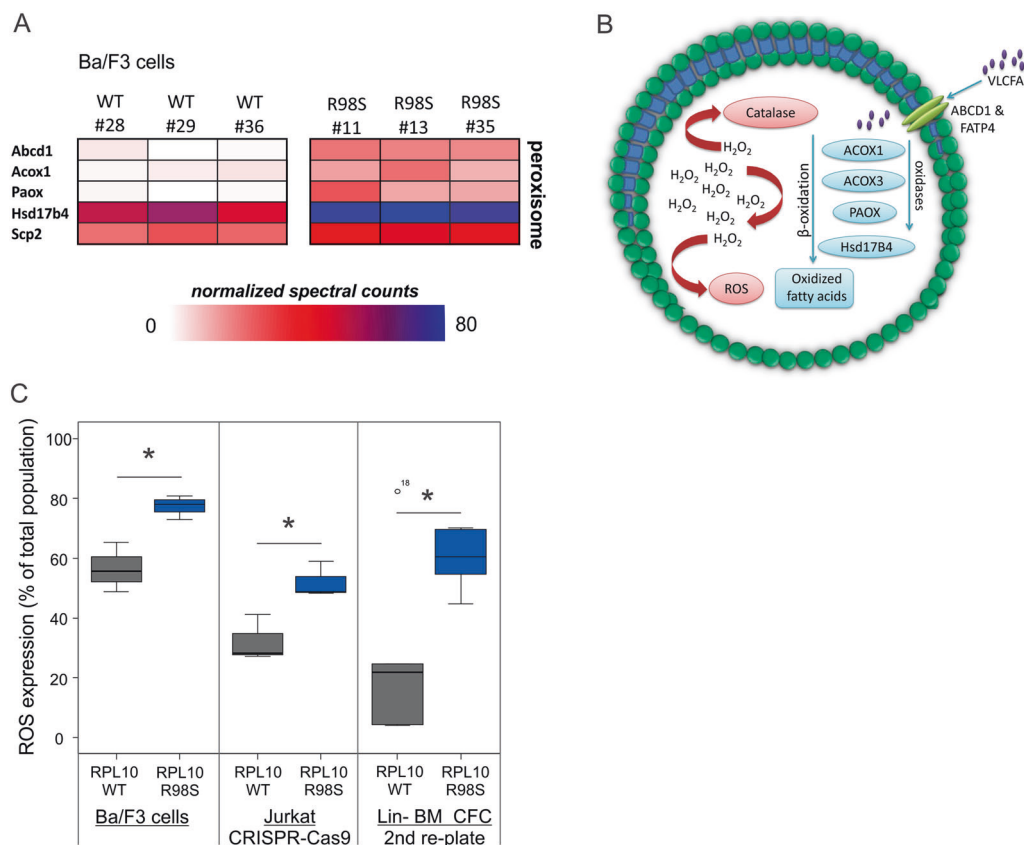 A
Ba/F3 cells
WT WT WT R98S R98S R98S
#28 #29 #36 #11 #13 #35
Abcd1
Acox1
Paox
Hsd17b4
Scp2
peroxisome
normalized spectral counts
0 80
B
VLCFA
ABCD1 &
FATP4
Catalase
H2O2
H2O2 H2O2
H2O2
H2O2 H2O2
H2O2
H2O2
ROS
β-oxidation
ACOX1
ACOX3
PAOX
Hsd17B4
oxidases
Oxidized
fatty acids
C
ROS expression (% of total population)
100
80
60
40
20
0
*
*
18
*
RPL10 RPL10 RPL10 RPL10 RPL10 RPL10
WT R98S WT R98S WT R98S
Ba/F3 cells Jurkat Lin- BM CFC
CRISPR-Cas9 2nd re-plate